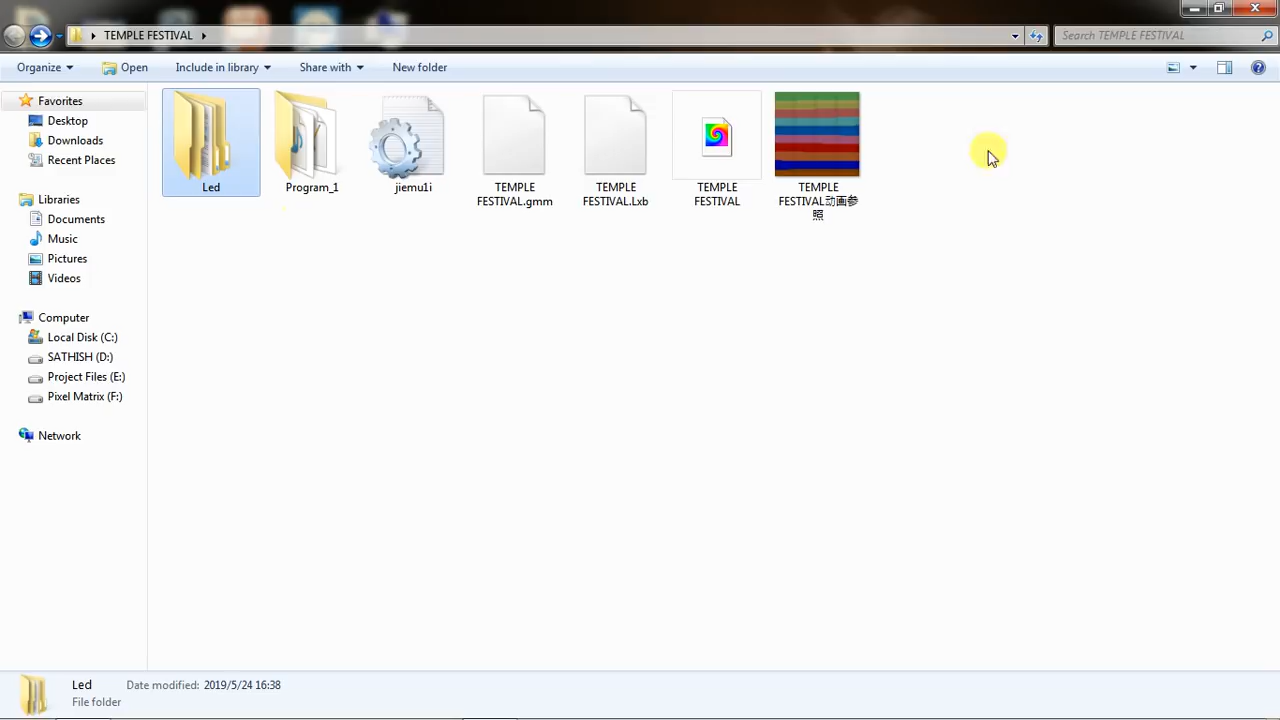 TEMPLE FESTIVAL
Search TEMPLE FESTIVAL
Organize
Open
Include in library
Share with
New folder
Favorites
Desktop
Downloads
Recent Places
Libraries
Documents
Music
Pictures
Videos
Computer
Local Disk (C:)
SATHISH (D:)
Project Files (E:)
Pixel Matrix (F:)
Network
Led
Program_1
jiemu1i
TEMPLE
FESTIVAL.gmm
TEMPLE
FESTIVAL.Lxb
TEMPLE
FESTIVAL
TEMPLE
FESTIVAL动画参
照
Led
Date modified: 2019/5/24 16:38
File folder